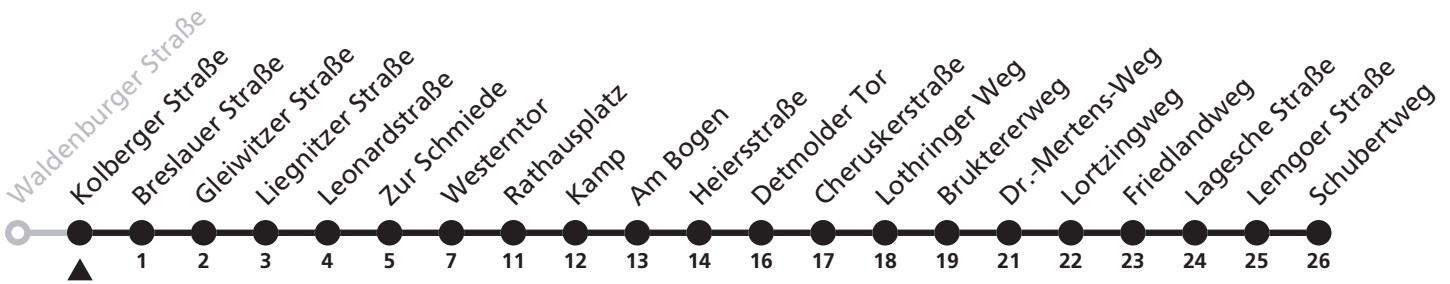 Waldenburger Straße
Kolberger Straße
Breslauer Straße
Gleiwitzer Straße
Liegnitzer Straße
Leonardstraße
Zur Schmiede
Westerntor
Rathausplatz
Kamp
Am Bogen
Heiersstraße
Detmolder Tor
Cheruskerstraße
Lothringer Weg
Bruktererweg
Dr.-Mertens-Weg
Lortzingweg
Friedlandweg
Lagesche Straße
Lemgoer Straße
Schubertweg
1 2 3 4 5 7 11 12 13 14 16 17 18 19 21 22 23 24 25 26